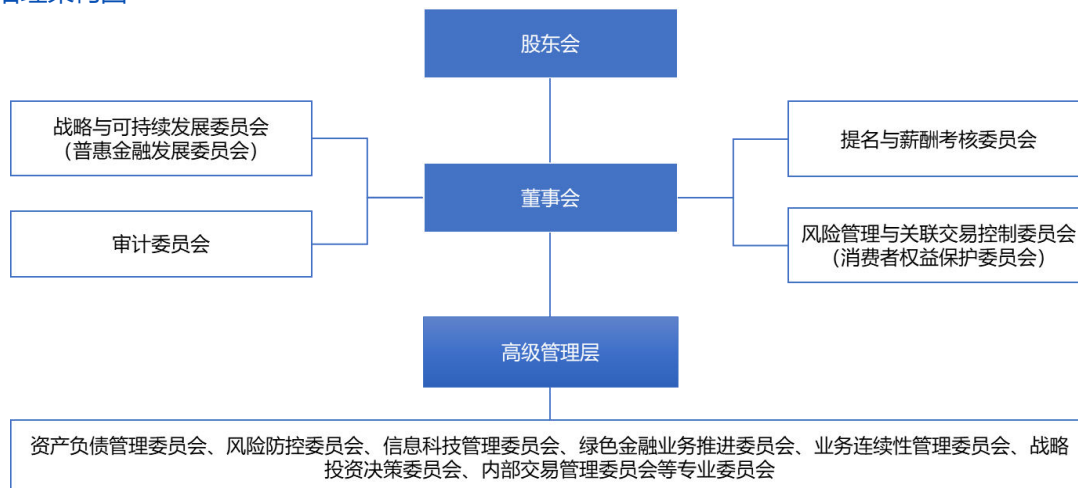 股东会
战略与可持续发展委员会
（普惠金融发展委员会）
提名与薪酬考核委员会
董事会
审计委员会
风险管理与关联交易控制委员会
（消费者权益保护委员会）
高级管理层
资产负债管理委员会、风险防控委员会、信息科技管理委员会、绿色金融业务推进委员会、业务连续性管理委员会、战略
投资决策委员会、内部交易管理委员会等专业委员会